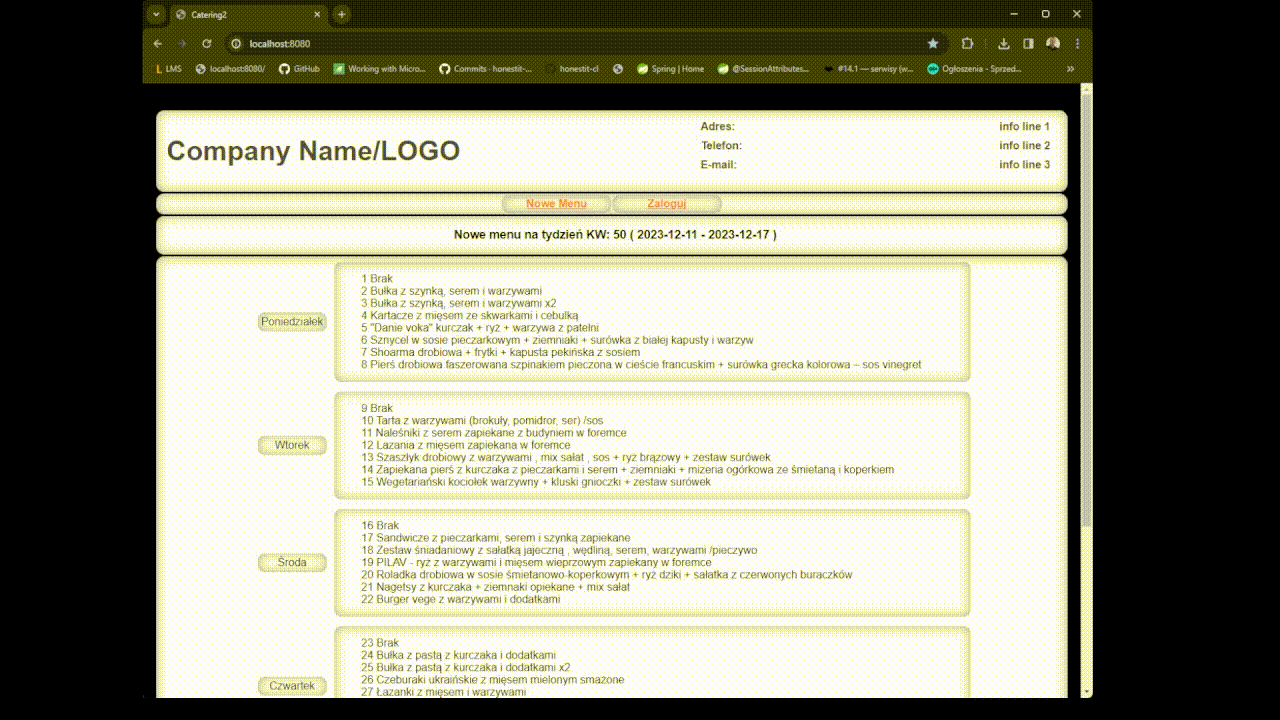 Catering2
localhost:8080
LMS localhost:8080/ GitHub Working with Micro... Commits · honestit-... honestit-cl Spring | Home @SessionAttributes... #14.1 — serwisy (w... Ogłoszenia - Sprzed... »
Company Name/LOGO
Adres: info line 1
Telefon: info line 2
E-mail: info line 3
Nowe Menu Zaloguj
Nowe menu na tydzień KW: 50 ( 2023-12-11 - 2023-12-17 )
Poniedziałek
1 Brak
2 Bułka z szynką, serem i warzywami
3 Bułka z szynką, serem i warzywami x2
4 Kartacze z mięsem ze skwarkami i cebulką
5 "Danie voka" kurczak + ryż + warzywa z patelni
6 Sznycel w sosie pieczarkowym + ziemniaki + surówka z białej kapusty i warzyw
7 Shoarma drobiowa + frytki + kapusta pekińska z sosem
8 Pierś drobiowa faszerowana szpinakiem pieczona w cieście francuskim + surówka grecka kolorowa – sos vinegret
Wtorek
9 Brak
10 Tarta z warzywami (brokuły, pomidror, ser) /sos
11 Naleśniki z serem zapiekane z budyniem w foremce
12 Lazania z mięsem zapiekana w foremce
13 Szaszłyk drobiowy z warzywami , mix sałat , sos + ryż brązowy + zestaw surówek
14 Zapiekana pierś z kurczaka z pieczarkami i serem + ziemniaki + mizeria ogórkowa ze śmietaną i koperkiem
15 Wegetariański kociołek warzywny + kluski gnioczki + zestaw surówek
Środa
16 Brak
17 Sandwicze z pieczarkami, serem i szynką zapiekane
18 Zestaw śniadaniowy z sałatką jajeczną , wędliną, serem, warzywami /pieczywo
19 PILAV - ryż z warzywami i mięsem wieprzowym zapiekany w foremce
20 Roladka drobiowa w sosie śmietanowo-koperkowym + ryż dziki + sałatka z czerwonych buraczków
21 Nagetsy z kurczaka + ziemnaki opiekane + mix sałat
22 Burger vege z warzywami i dodatkami
Czwartek
23 Brak
24 Bułka z pastą z kurczaka i dodatkami
25 Bułka z pastą z kurczaka i dodatkami x2
26 Czeburaki ukraińskie z mięsem mielonym smażone
27 Łazanki z mięsem i warzywami